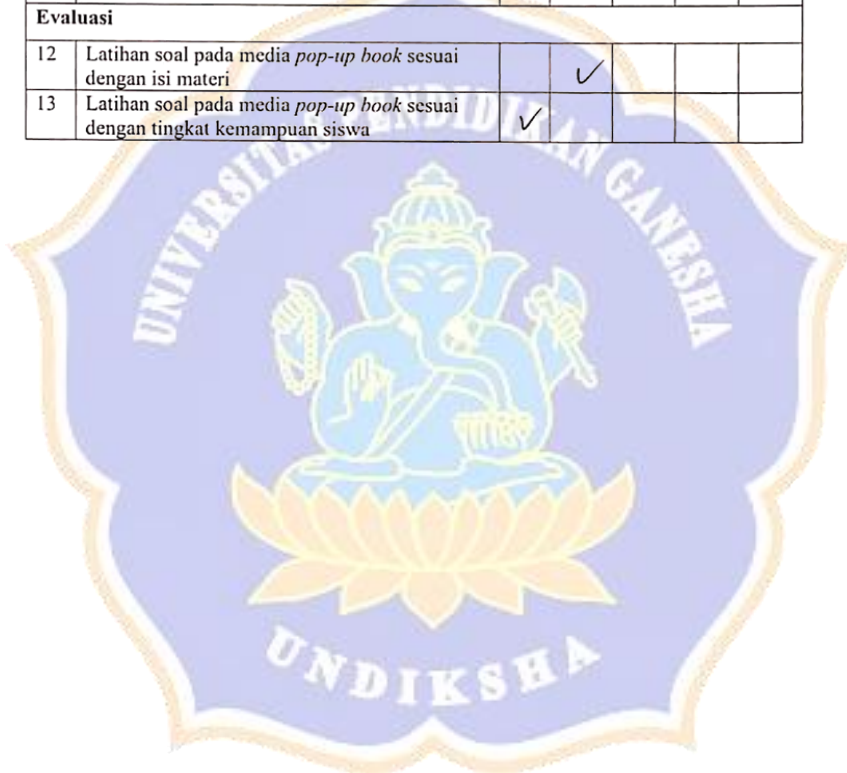 Evaluasi
12 Latihan soal pada media pop-up book sesuai
dengan isi materi ✓
13 Latihan soal pada media pop-up book sesuai
dengan tingkat kemampuan siswa ✓
UNIVERSITAS PENDIDIKAN GANESHA
UNDIKSHA